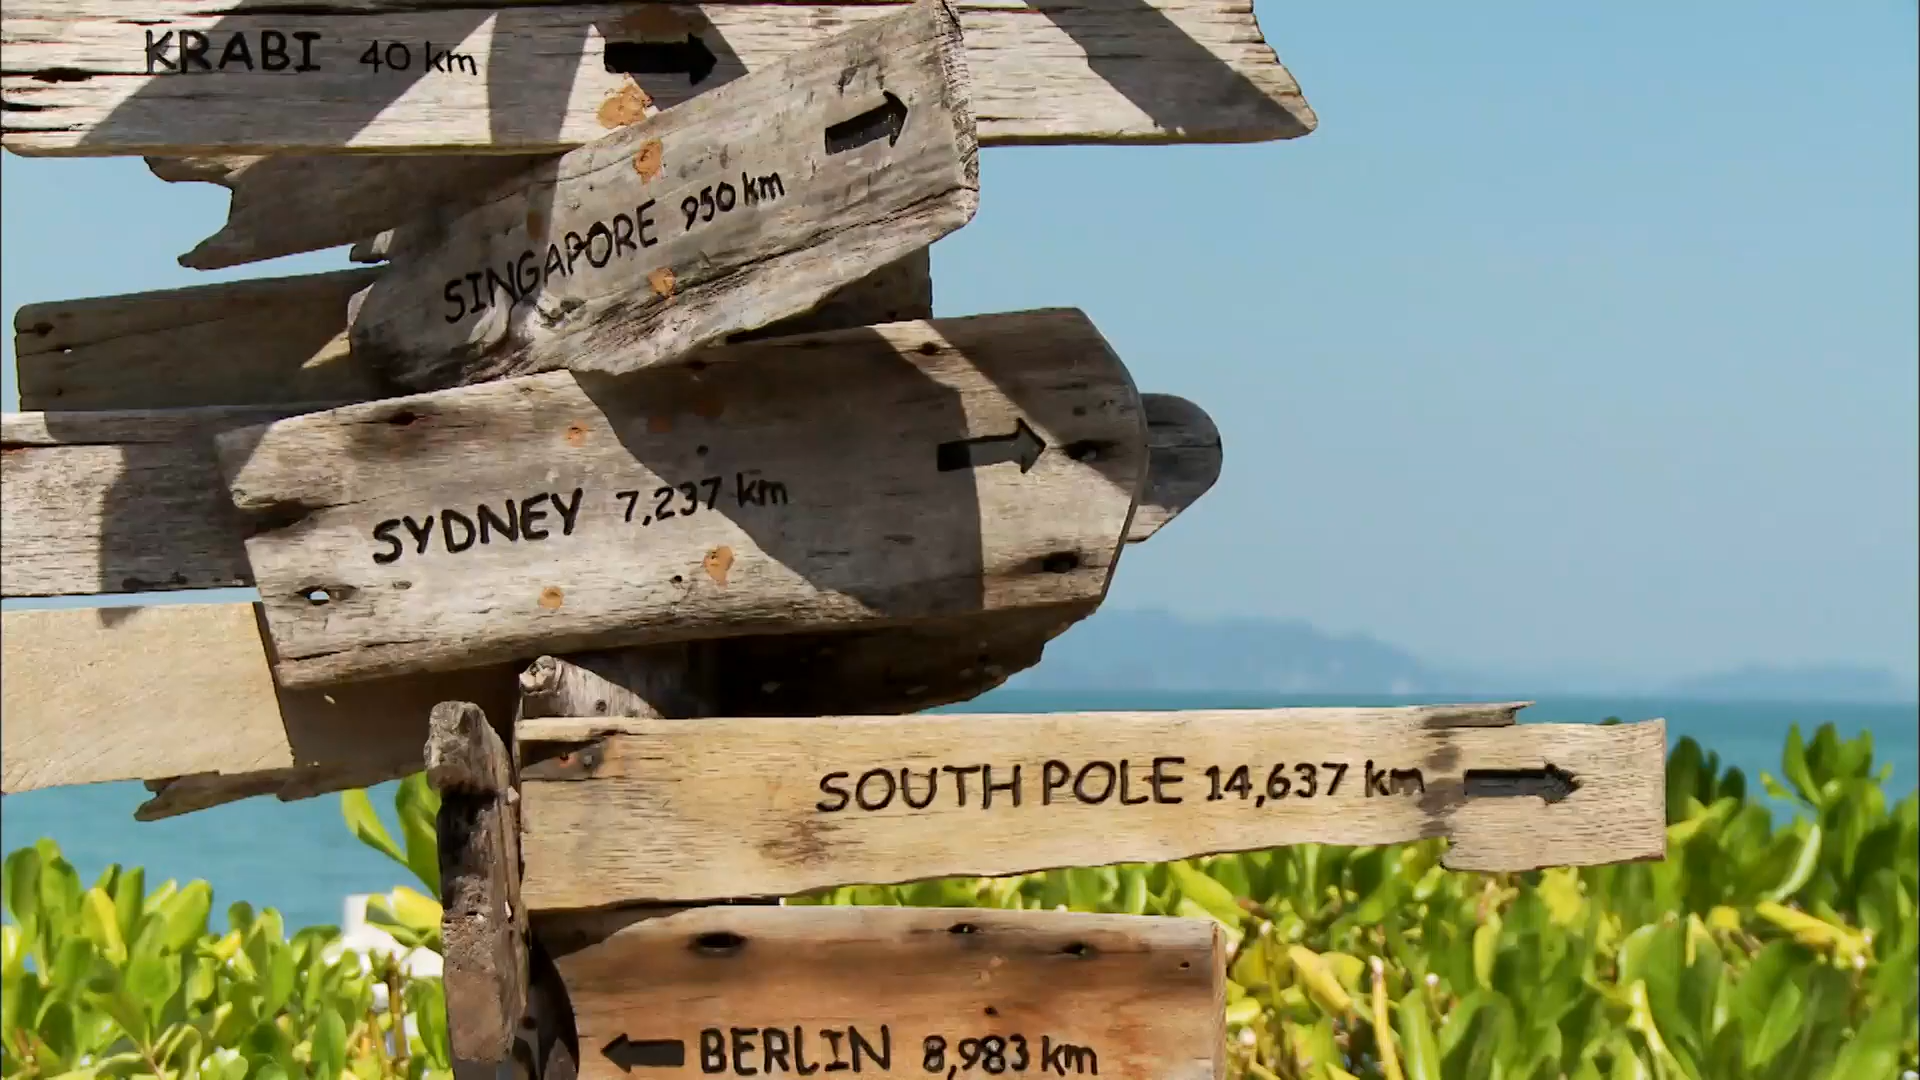 KRABI 40 km
SINGAPORE 950 km
SYDNEY 7,237 km
SOUTH POLE 14,637 km
BERLIN 8,983 km